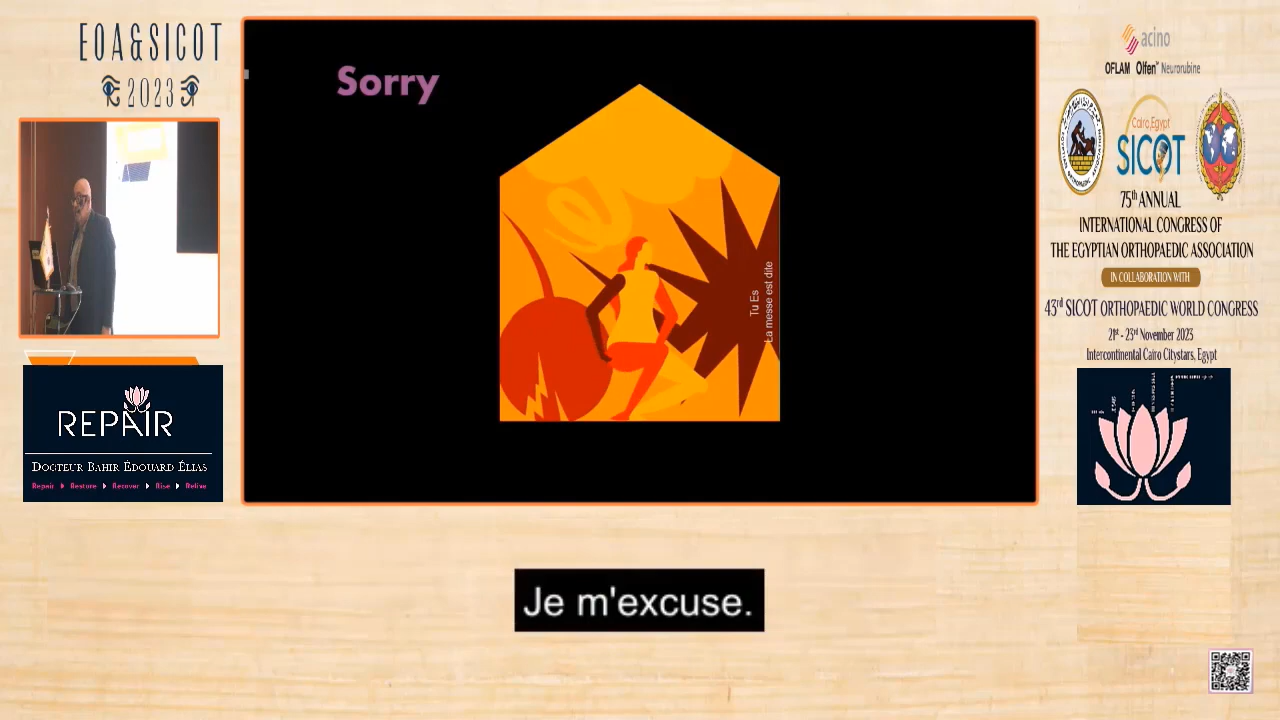 EOA&SICOT
2023
REPAIR
DOCTEUR BAHIR ÉDOUARD ÉLIAS
Repair Restore Recover Rise Relive
Sorry
Tu Es
La messe est dite
Je m'excuse.
acino
OFLAM Olfen Neurorubine
Cairo, Egypt
SICOT
75th ANNUAL
INTERNATIONAL CONGRESS OF
THE EGYPTIAN ORTHOPAEDIC ASSOCIATION
IN COLLABORATION WITH
43rd SICOT ORTHOPAEDIC WORLD CONGRESS
21st - 23rd November 2023
Intercontinental Cairo Citystars, Egypt